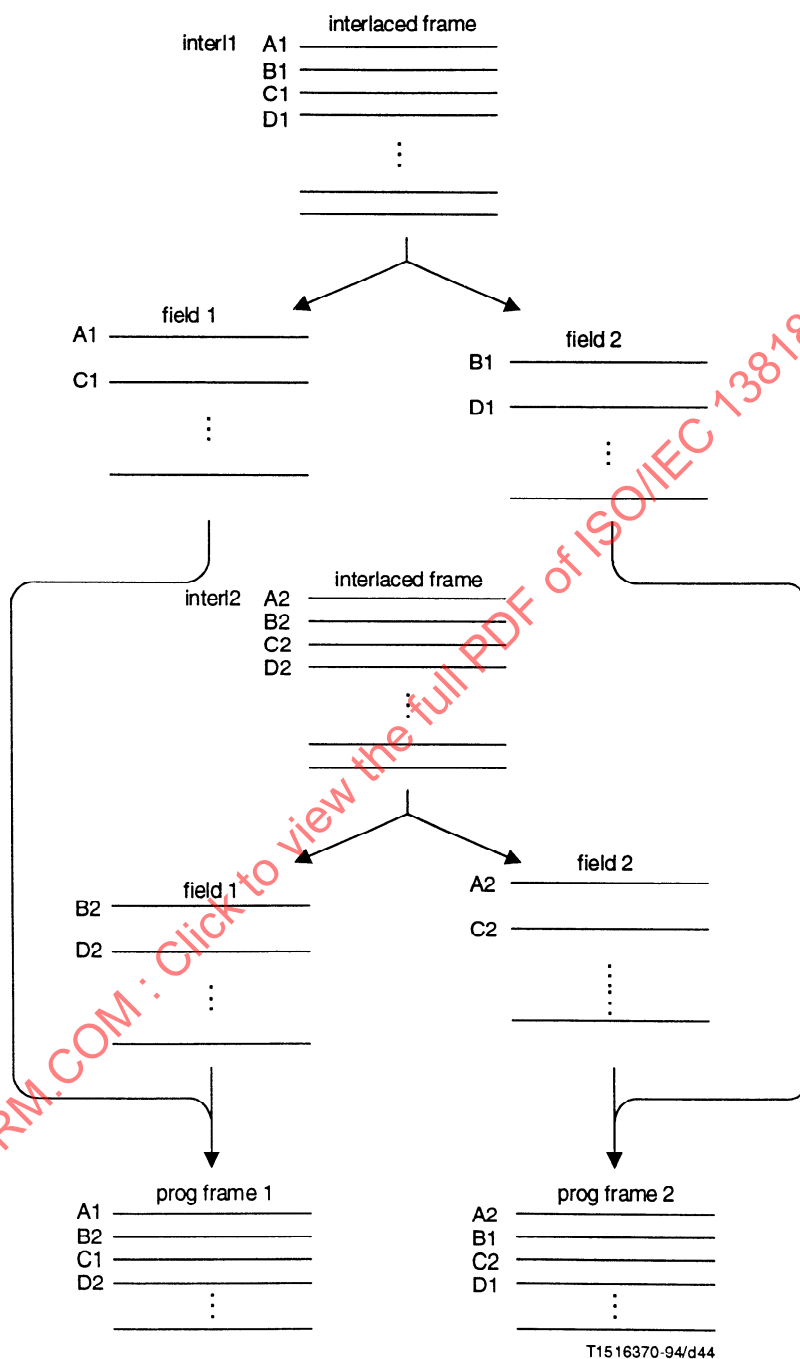 interlaced frame
interl1 A1
B1
C1
D1
field 1
A1
C1
field 2
B1
D1
interlaced frame
interl2 A2
B2
C2
D2
field 1
B2
D2
field 2
A2
C2
prog frame 1
A1
B2
C1
D2
prog frame 2
A2
B1
C2
D1
T1516370-94/d44
RM.COM : Click to view the full PDF of ISO/IEC 13818